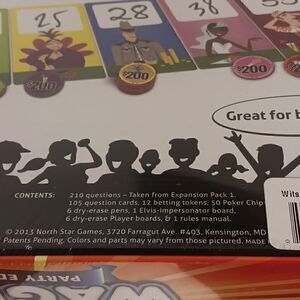 25 28 38
$200 $200 $200
Great for
CONTENTS: 210 questions – Taken from Expansion Pack 1.
105 question cards, 12 betting tokens, 50 Poker Chip
6 dry-erase pens, 1 Elvis-impersonator board,
6 dry-erase Player boards, & 1 rules manual.
Wits
© 2013 North Star Games, 3720 Farragut Ave. #403, Kensington, MD
Patents Pending. Colors and parts may vary from those pictured.
PARTY